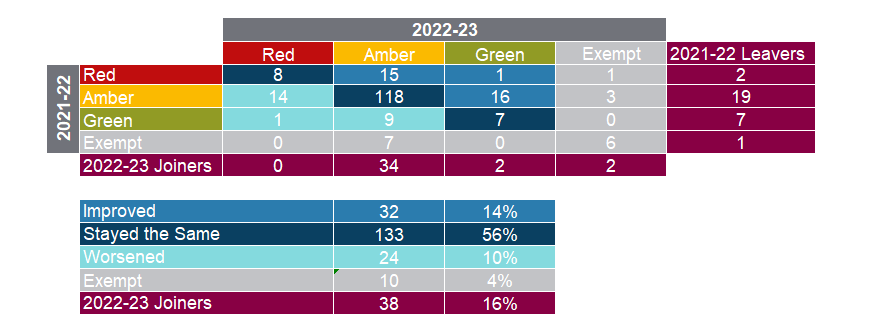 2022-23
Red Amber Green Exempt 2021-22 Leavers
2021-22
Red 8 15 1 1 2
Amber 14 118 16 3 19
Green 1 9 7 0 7
Exempt 0 7 0 6 1
2022-23 Joiners 0 34 2 2
Improved 32 14%
Stayed the Same 133 56%
Worsened 24 10%
Exempt 10 4%
2022-23 Joiners 38 16%